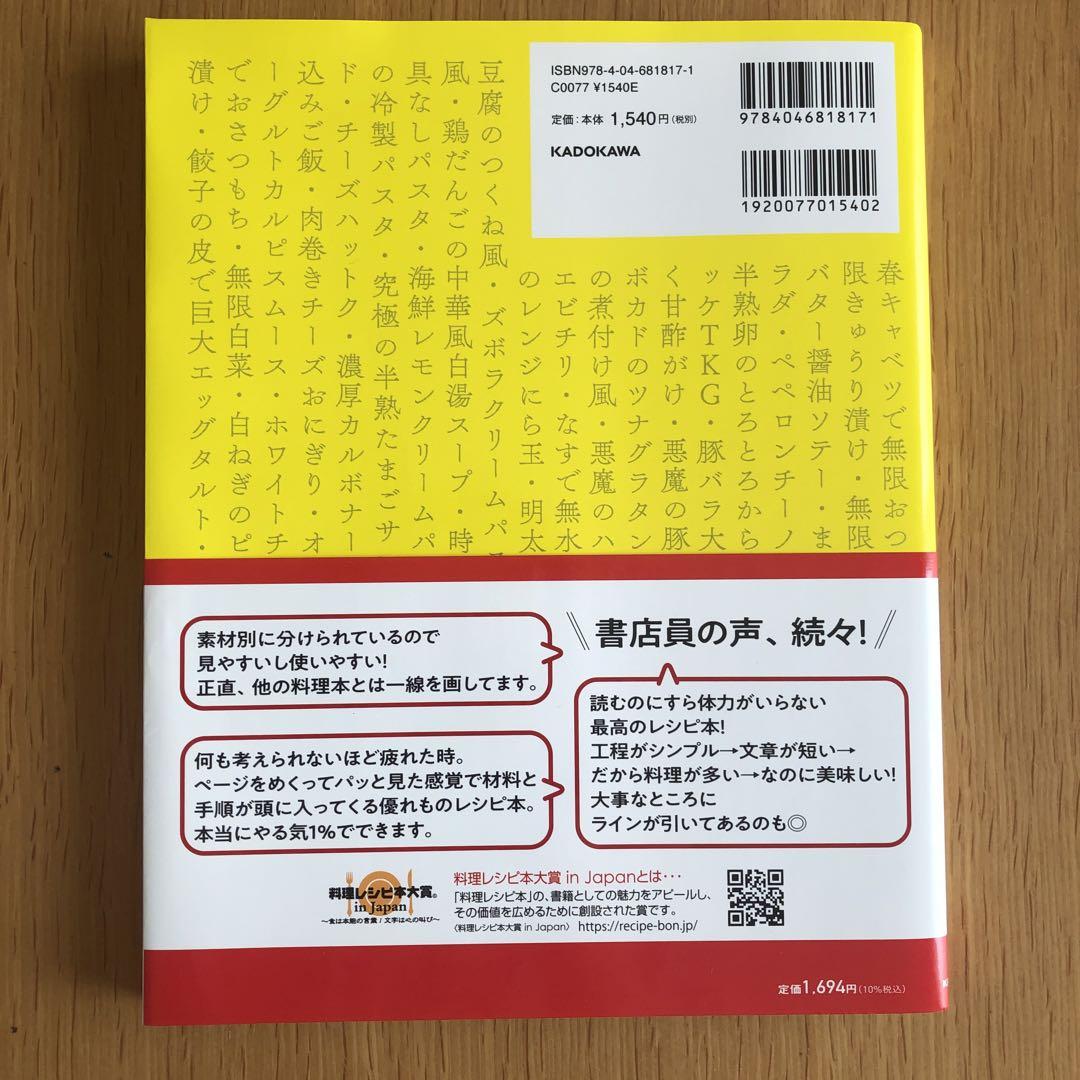 ISBN978-4-04-681817-1
C0077 ¥1540E
定価：本体 1,540円(税別)
KADOKAWA
9784046818171
1920077015402
春キャベツで無限おつ
限きゅうり漬け・無限
バター醤油ソテー・ま
ラダ・ペペロンチーノ
半熟卵のとろとろから
ッケTKG・豚バラ大
く甘酢がけ・悪魔の豚
ボカドのツナグラタン
の煮付け風・悪魔のハ
エビチリ・なすで無水
のレンジにら玉・明太
豆腐のつくね風・ズボラクリームパ
風・鶏だんごの中華風白湯スープ・時
具なしパスタ・海鮮レモンクリームパ
の冷製パスタ・究極の半熟たまごサ
ド・チーズハットク・濃厚カルボナー
込みご飯・肉巻きチーズおにぎり・オ
ーグルトカルピスムース・ホワイトチ
でおさつもち・無限白菜・白ねぎのピ
漬け・餃子の皮で巨大エッグタルト・
書店員の声、続々!
素材別に分けられているので
見やすいし使いやすい!
正直、他の料理本とは一線を画してます。
読むのにすら体力がいらない
最高のレシピ本!
工程がシンプル→文章が短い→
だから料理が多い→なのに美味しい!
大事なところに
ラインが引いてあるのも◎
何も考えられないほど疲れた時。
ページをめくってパッと見た感覚で材料と
手順が頭に入ってくる優れものレシピ本。
本当にやる気1%でできます。
料理レシピ本大賞®
in Japan
～食は本能の言葉／文字は心の叫び～
料理レシピ本大賞 in Japanとは・・・
「料理レシピ本」の、書籍としての魅力をアピールし、
その価値を広めるために創設された賞です。
〈料理レシピ本大賞 in Japan〉 https://recipe-bon.jp/
定価1,694円(10%税込)